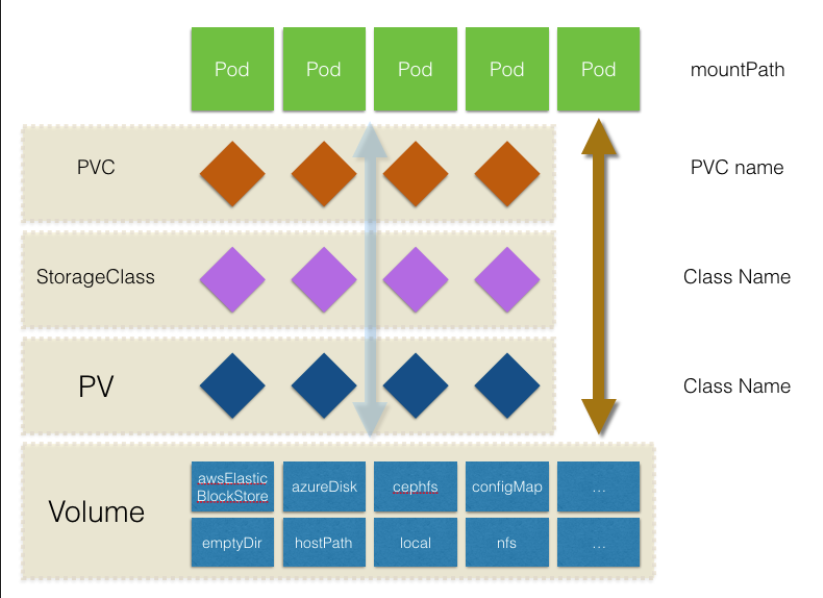 Pod Pod Pod Pod Pod mountPath
PVC PVC name
StorageClass Class Name
PV Class Name
Volume
awsElastic
BlockStore
azureDisk
cephfs
configMap
...
emptyDir
hostPath
local
nfs
...